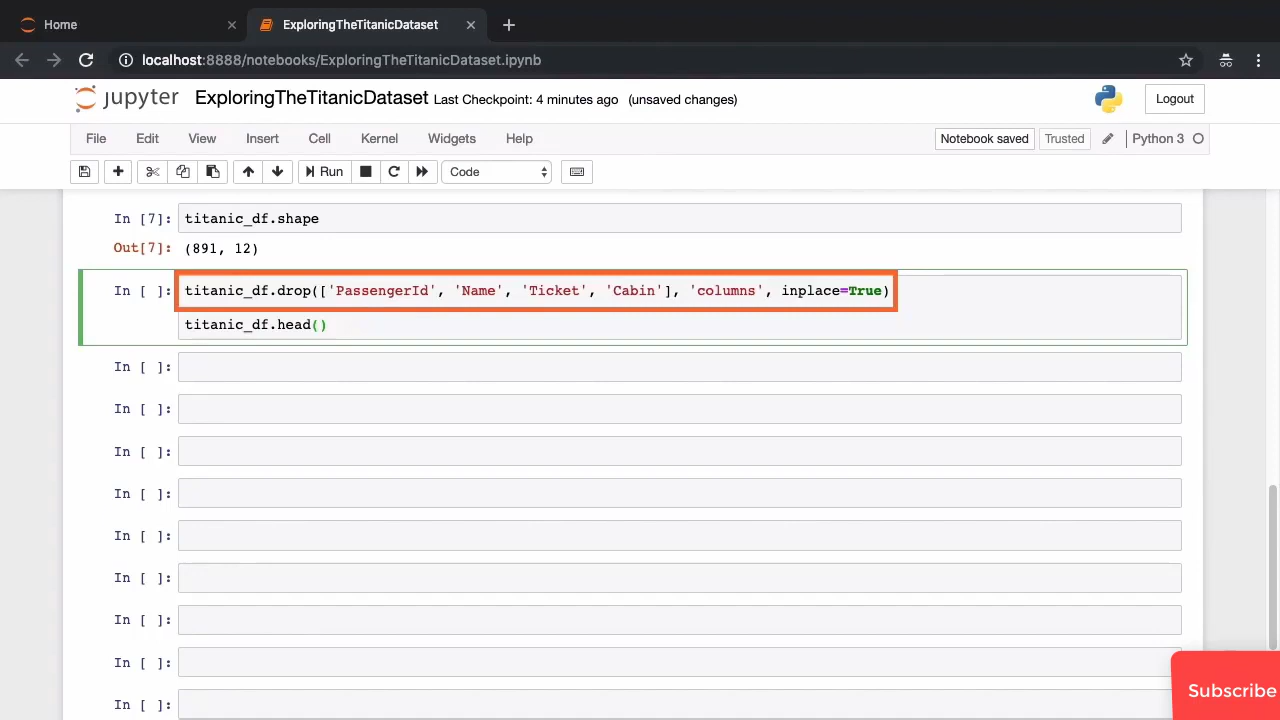 Home
ExploringTheTitanicDataset
localhost:8888/notebooks/ExploringTheTitanicDataset.ipynb
jupyter ExploringTheTitanicDataset Last Checkpoint: 4 minutes ago (unsaved changes)
Logout
File Edit View Insert Cell Kernel Widgets Help
Notebook saved Trusted Python 3
Run Code
In [7]: titanic_df.shape
Out[7]: (891, 12)
In [ ]: titanic_df.drop(['PassengerId', 'Name', 'Ticket', 'Cabin'], 'columns', inplace=True)
titanic_df.head()
In [ ]:
In [ ]:
In [ ]:
In [ ]:
In [ ]:
In [ ]:
In [ ]:
In [ ]:
In [ ]:
Subscribe